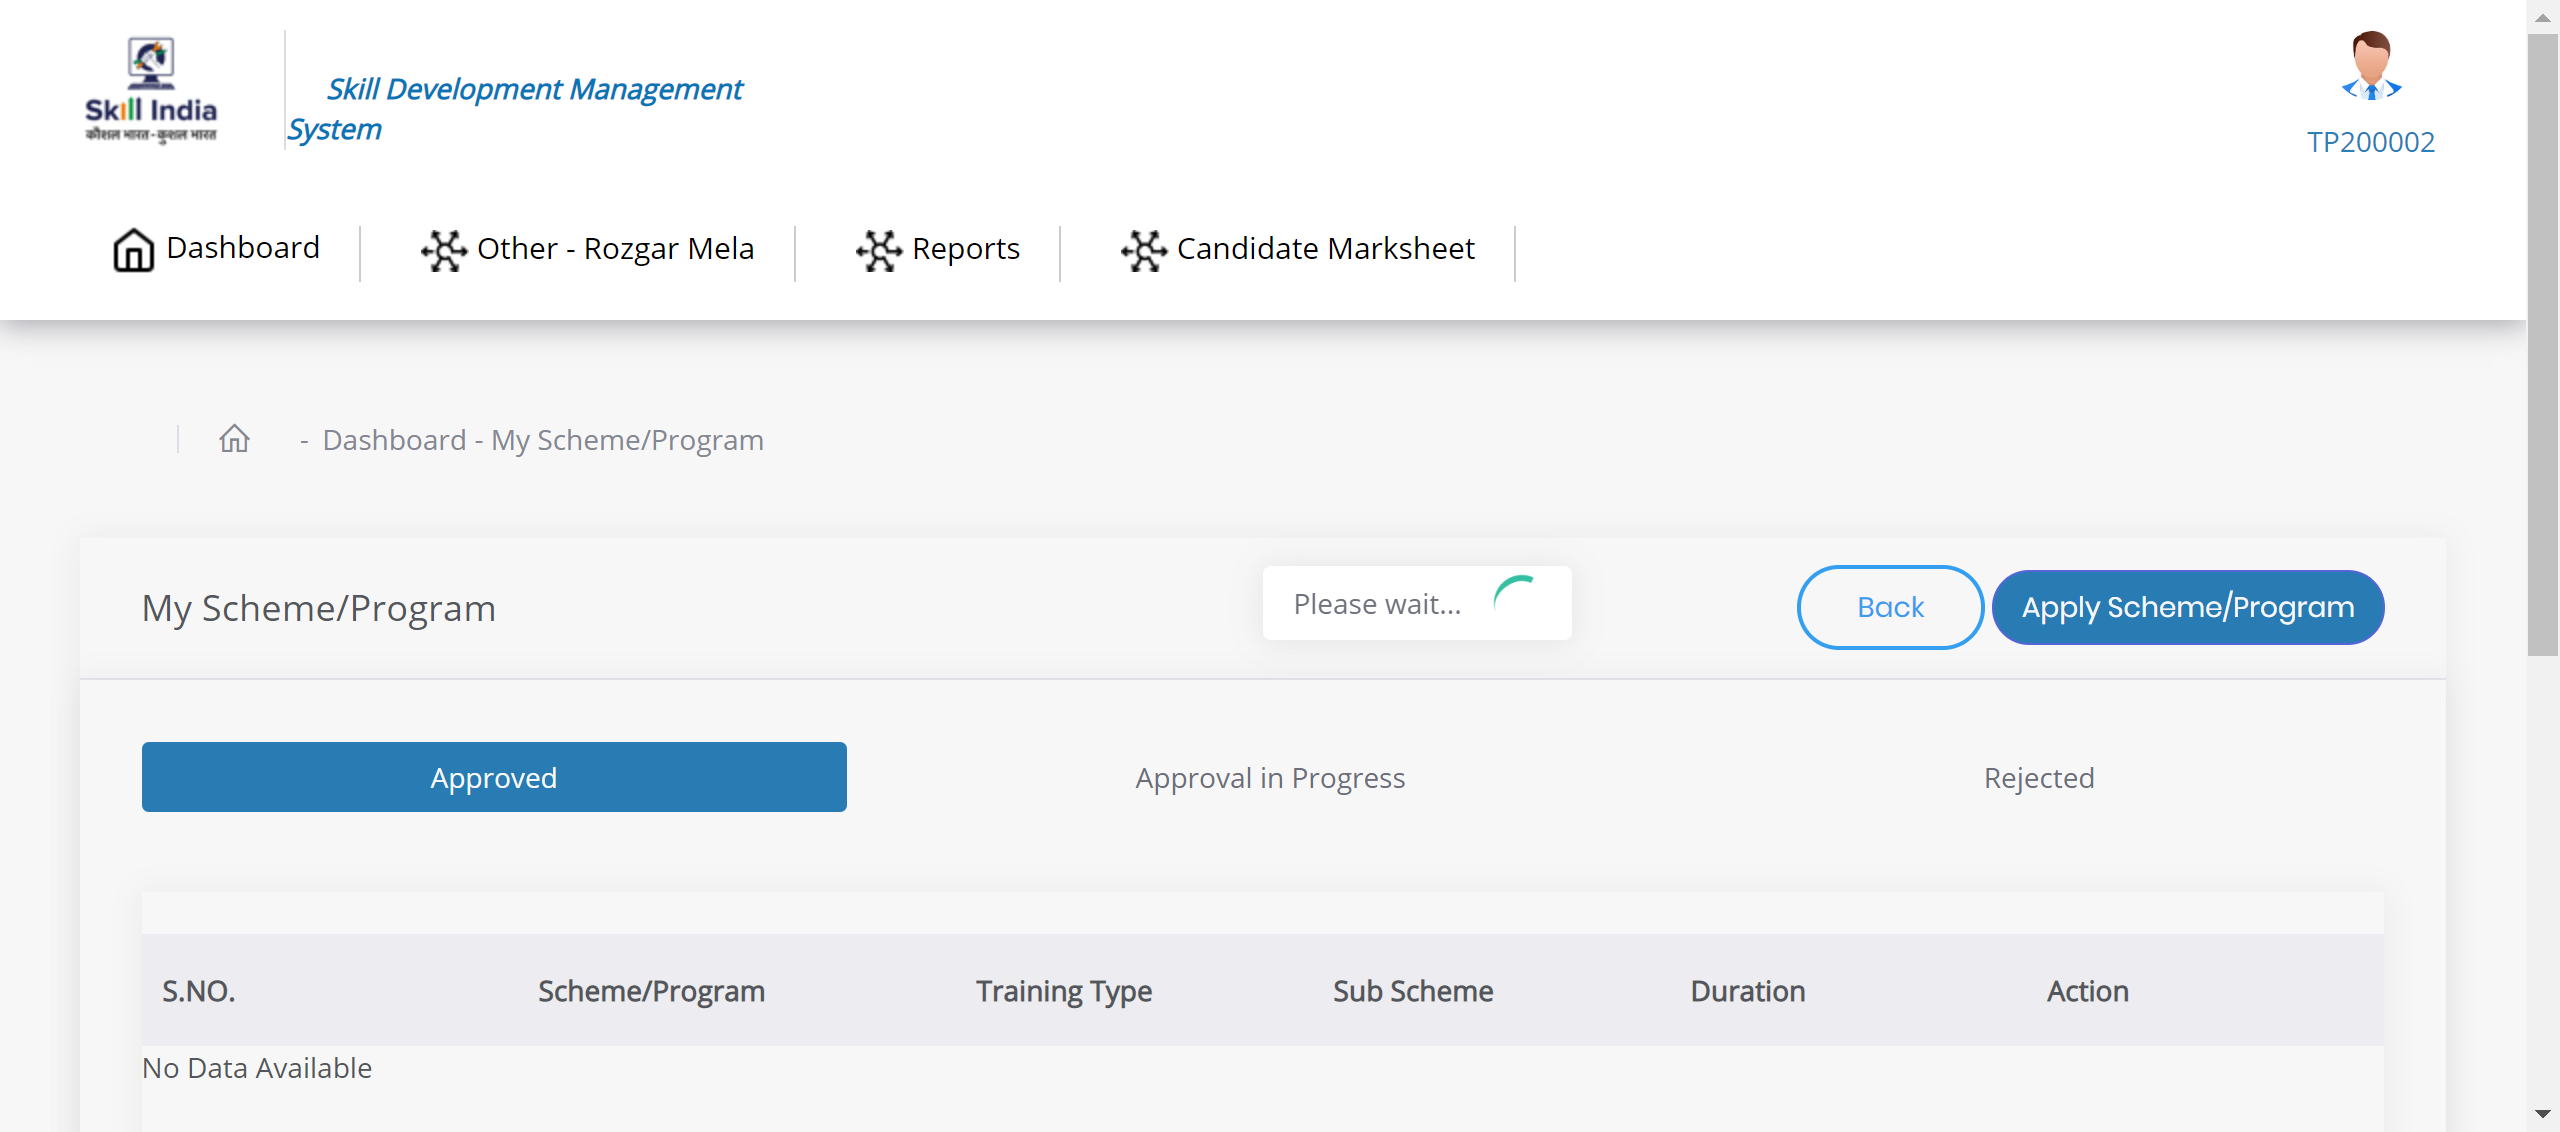 Skill India
कौशल भारत-कुशल भारत
Skill Development Management
System
TP200002
Dashboard
Other - Rozgar Mela
Reports
Candidate Marksheet
- Dashboard - My Scheme/Program
My Scheme/Program
Please wait...
Back
Apply Scheme/Program
Approved
Approval in Progress
Rejected
S.NO.
Scheme/Program
Training Type
Sub Scheme
Duration
Action
No Data Available